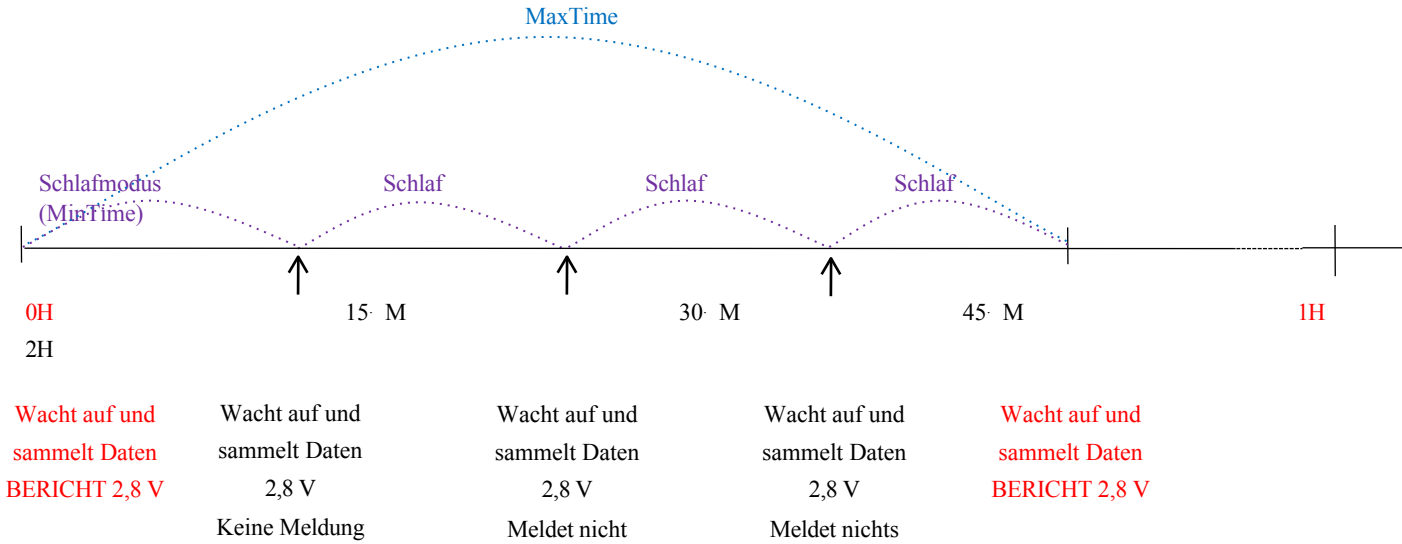 MaxTime
Schlafmodus
(MinTime)
Schlaf
Schlaf
Schlaf
0H
15· M
30· M
45· M
1H
2H
Wacht auf und
sammelt Daten
BERICHT 2,8 V
Wacht auf und
sammelt Daten
2,8 V
Keine Meldung
Wacht auf und
sammelt Daten
2,8 V
Meldet nicht
Wacht auf und
sammelt Daten
2,8 V
Meldet nichts
Wacht auf und
sammelt Daten
BERICHT 2,8 V